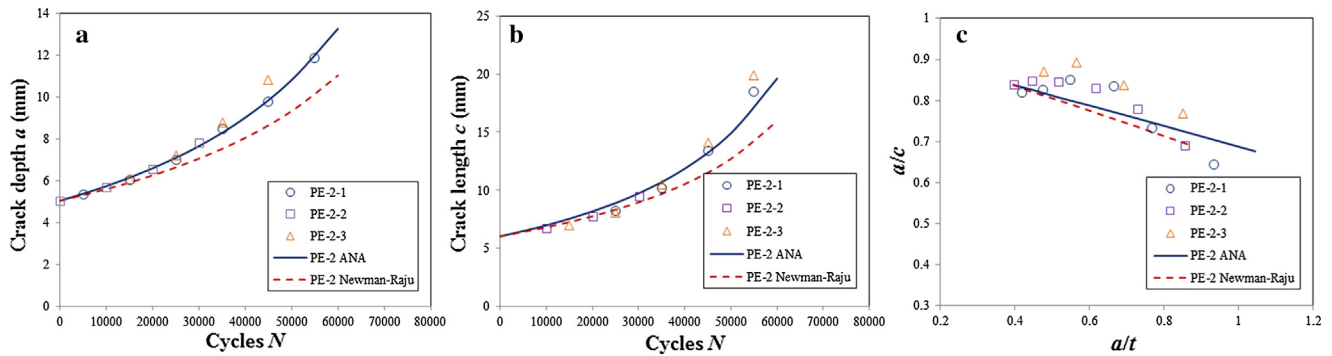 a
14
12
10
8
6
4
2
0
0 10000 20000 30000 40000 50000 60000 70000 80000
Crack depth a (mm)
Cycles N
PE-2-1
PE-2-2
PE-2-3
PE-2 ANA
PE-2 Newman-Raju
b
25
20
15
10
5
0
0 10000 20000 30000 40000 50000 60000 70000 80000
Crack length c (mm)
Cycles N
PE-2-1
PE-2-2
PE-2-3
PE-2 ANA
PE-2 Newman-Raju
c
1
0.9
0.8
0.7
0.6
0.5
0.4
0.3
0.2 0.4 0.6 0.8 1 1.2
a/c
a/t
PE-2-1
PE-2-2
PE-2-3
PE-2 ANA
PE-2 Newman-Raju